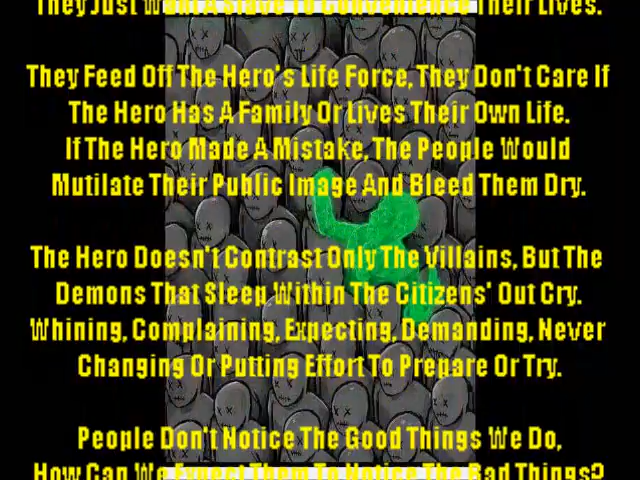 They Just Want A Slave To Convenience Their Lives.
They Feed Off The Hero's Life Force, They Don't Care If
The Hero Has A Family Or Lives Their Own Life.
If The Hero Made A Mistake, The People Would
Mutilate Their Public Image And Bleed Them Dry.
The Hero Doesn't Contrast Only The Villains, But The
Demons That Sleep Within The Citizens' Out Cry.
Whining, Complaining, Expecting, Demanding, Never
Changing Or Putting Effort To Prepare Or Try.
People Don't Notice The Good Things We Do,
How Can We Expect Them To Notice The Bad Things?